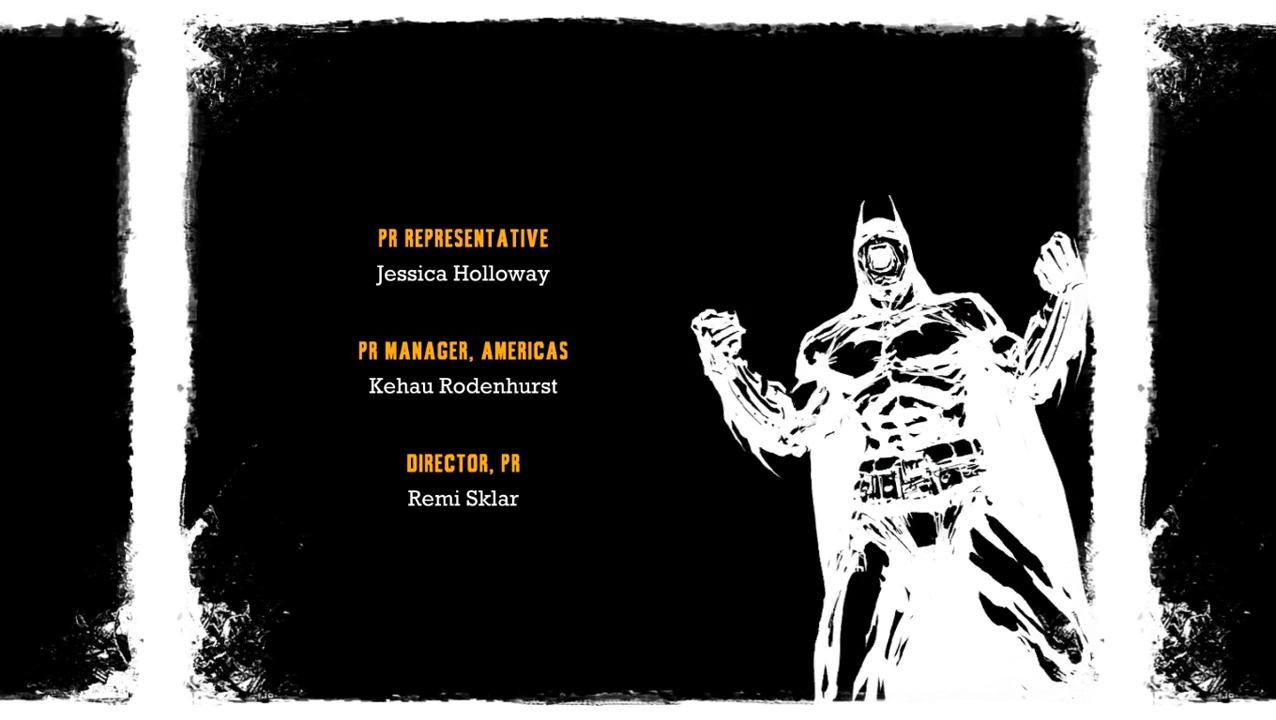 PR REPRESENTATIVE
Jessica Holloway
PR MANAGER, AMERICAS
Kehau Rodenhurst
DIRECTOR, PR
Remi Sklar